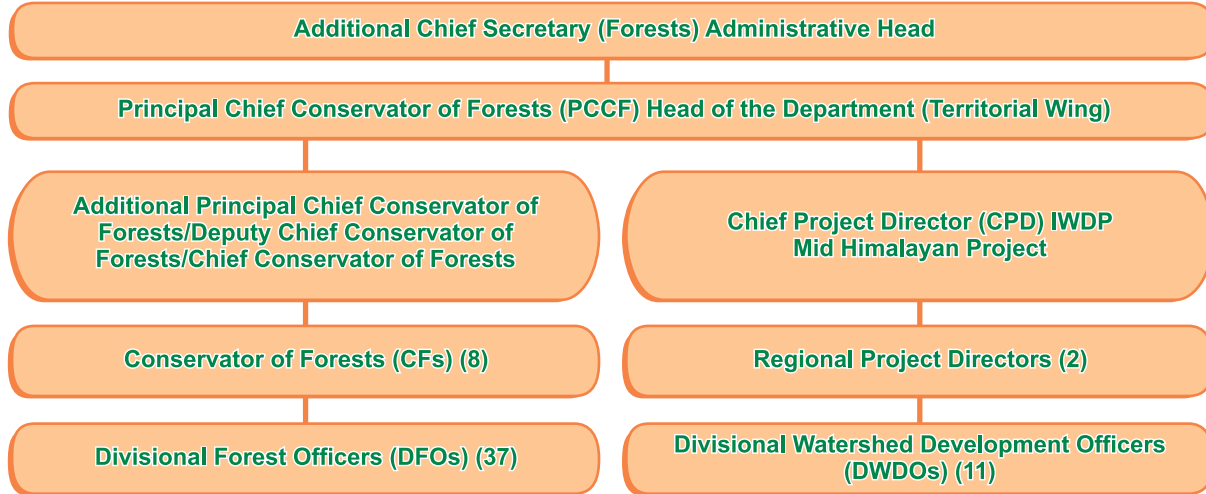 Additional Chief Secretary (Forests) Administrative Head
Principal Chief Conservator of Forests (PCCF) Head of the Department (Territorial Wing)
Additional Principal Chief Conservator of
Forests/Deputy Chief Conservator of
Forests/Chief Conservator of Forests
Chief Project Director (CPD) IWDP
Mid Himalayan Project
Conservator of Forests (CFs) (8)
Regional Project Directors (2)
Divisional Forest Officers (DFOs) (37)
Divisional Watershed Development Officers
(DWDOs) (11)